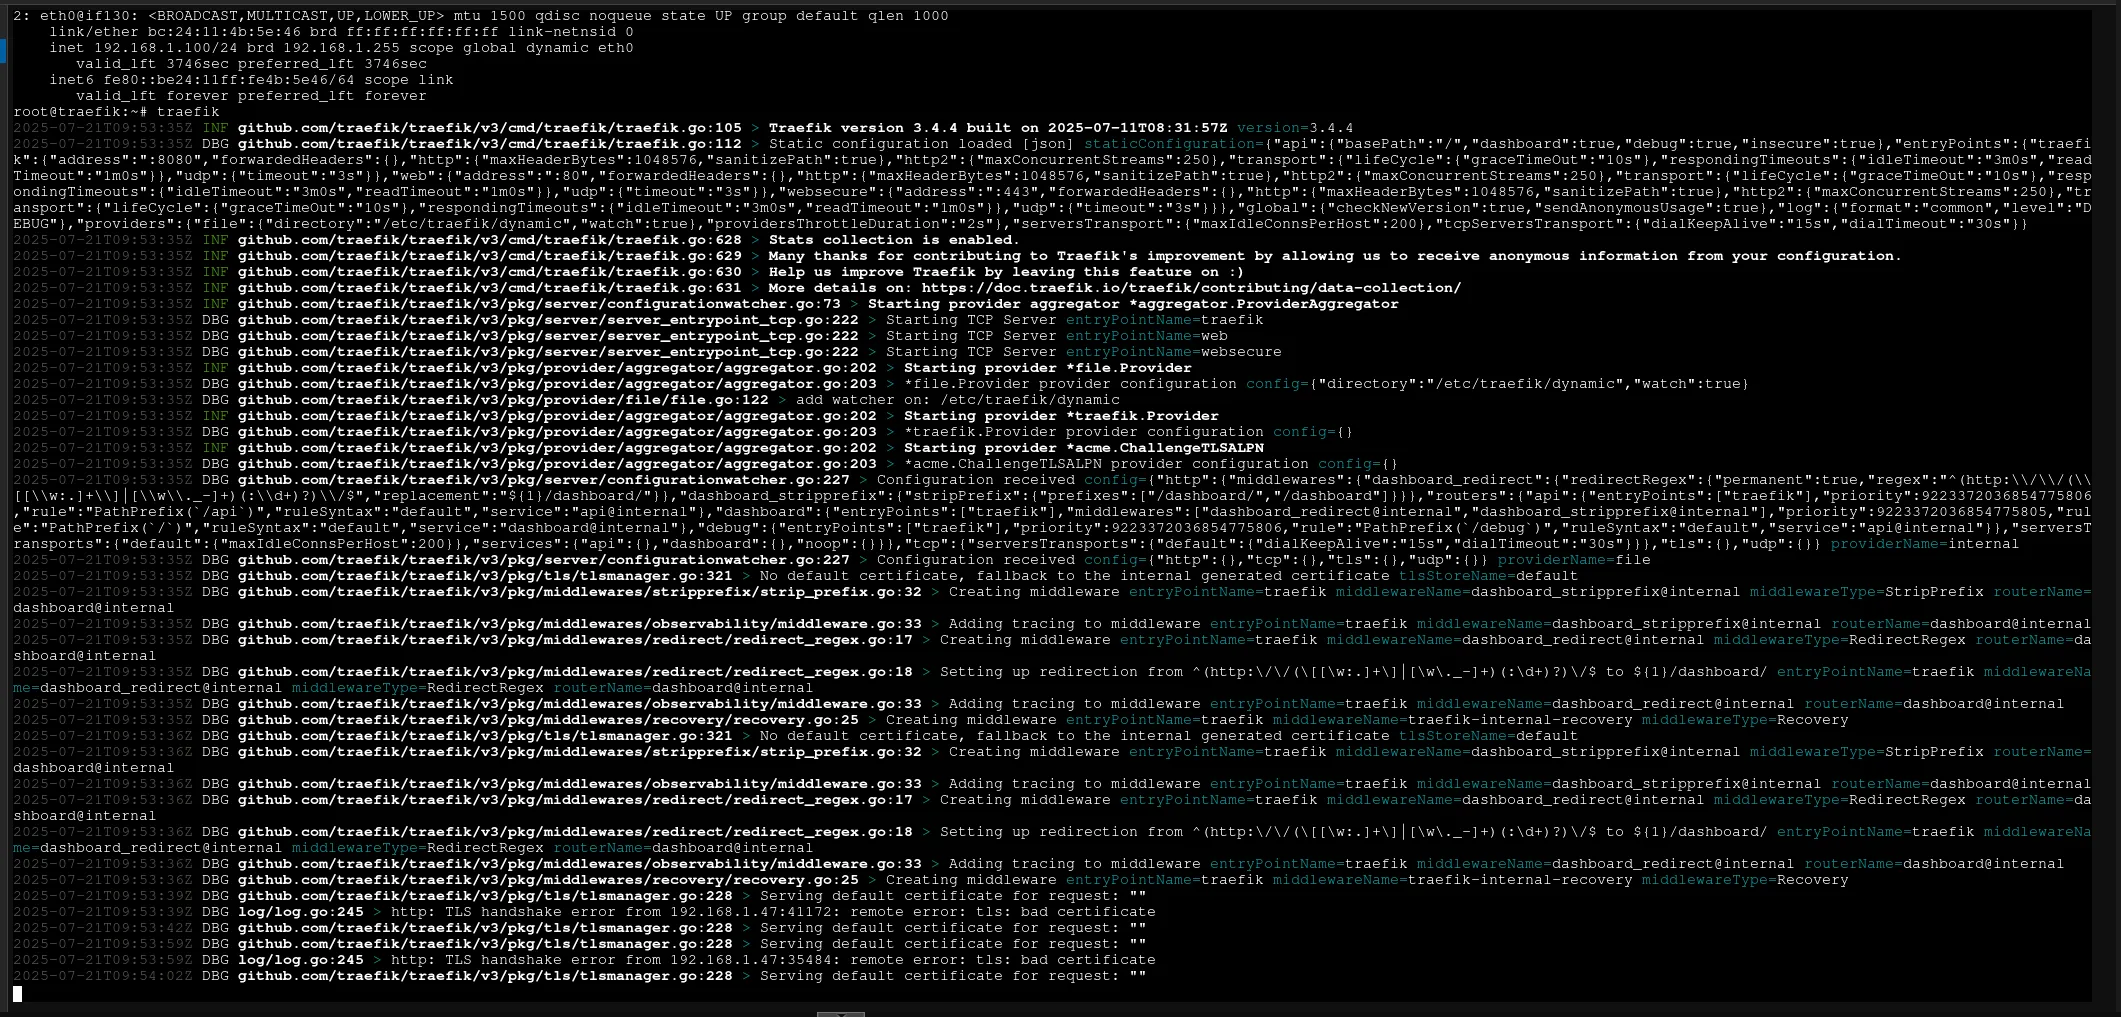 2: eth0@if130: <BROADCAST,MULTICAST,UP,LOWER_UP> mtu 1500 qdisc noqueue state UP group default qlen 1000
    link/ether bc:24:11:4b:5e:46 brd ff:ff:ff:ff:ff:ff link-netnsid 0
    inet 192.168.1.100/24 brd 192.168.1.255 scope global dynamic eth0
       valid_lft 3746sec preferred_lft 3746sec
    inet6 fe80::be24:11ff:fe4b:5e46/64 scope link
       valid_lft forever preferred_lft forever
root@traefik:~# traefik
2025-07-21T09:53:35Z INF github.com/traefik/traefik/v3/cmd/traefik/traefik.go:105 > Traefik version 3.4.4 built on 2025-07-11T08:31:57Z version=3.4.4
2025-07-21T09:53:35Z DBG github.com/traefik/traefik/v3/cmd/traefik/traefik.go:112 > Static configuration loaded [json] staticConfiguration={"api":{"basePath":"/","dashboard":true,"debug":true,"insecure":true},"entryPoints":{"traefi
k":{"address":":8080","forwardedHeaders":{},"http":{"maxHeaderBytes":1048576,"sanitizePath":true},"http2":{"maxConcurrentStreams":250},"transport":{"lifeCycle":{"graceTimeOut":"10s"},"respondingTimeouts":{"idleTimeout":"3m0s","read
Timeout":"1m0s"}},"udp":{"timeout":"3s"}},"web":{"address":":80","forwardedHeaders":{},"http":{"maxHeaderBytes":1048576,"sanitizePath":true},"http2":{"maxConcurrentStreams":250},"transport":{"lifeCycle":{"graceTimeOut":"10s"},"resp
ondingTimeouts":{"idleTimeout":"3m0s","readTimeout":"1m0s"}},"udp":{"timeout":"3s"}},"websecure":{"address":":443","forwardedHeaders":{},"http":{"maxHeaderBytes":1048576,"sanitizePath":true},"http2":{"maxConcurrentStreams":250},"tr
ansport":{"lifeCycle":{"graceTimeOut":"10s"},"respondingTimeouts":{"idleTimeout":"3m0s","readTimeout":"1m0s"}},"udp":{"timeout":"3s"}}},"global":{"checkNewVersion":true,"sendAnonymousUsage":true},"log":{"format":"common","level":"D
EBUG"},"providers":{"file":{"directory":"/etc/traefik/dynamic","watch":true},"providersThrottleDuration":"2s"},"serversTransport":{"maxIdleConnsPerHost":200},"tcpServersTransport":{"dialKeepAlive":"15s","dialTimeout":"30s"}}
2025-07-21T09:53:35Z INF github.com/traefik/traefik/v3/cmd/traefik/traefik.go:628 > Stats collection is enabled.
2025-07-21T09:53:35Z INF github.com/traefik/traefik/v3/cmd/traefik/traefik.go:629 > Many thanks for contributing to Traefik's improvement by allowing us to receive anonymous information from your configuration.
2025-07-21T09:53:35Z INF github.com/traefik/traefik/v3/cmd/traefik/traefik.go:630 > Help us improve Traefik by leaving this feature on :)
2025-07-21T09:53:35Z INF github.com/traefik/traefik/v3/cmd/traefik/traefik.go:631 > More details on: https://doc.traefik.io/traefik/contributing/data-collection/
2025-07-21T09:53:35Z INF github.com/traefik/traefik/v3/pkg/server/configurationwatcher.go:73 > Starting provider aggregator *aggregator.ProviderAggregator
2025-07-21T09:53:35Z DBG github.com/traefik/traefik/v3/pkg/server/server_entrypoint_tcp.go:222 > Starting TCP Server entryPointName=traefik
2025-07-21T09:53:35Z DBG github.com/traefik/traefik/v3/pkg/server/server_entrypoint_tcp.go:222 > Starting TCP Server entryPointName=web
2025-07-21T09:53:35Z DBG github.com/traefik/traefik/v3/pkg/server/server_entrypoint_tcp.go:222 > Starting TCP Server entryPointName=websecure
2025-07-21T09:53:35Z INF github.com/traefik/traefik/v3/pkg/provider/aggregator/aggregator.go:202 > Starting provider *file.Provider
2025-07-21T09:53:35Z DBG github.com/traefik/traefik/v3/pkg/provider/aggregator/aggregator.go:203 > *file.Provider provider configuration config={"directory":"/etc/traefik/dynamic","watch":true}
2025-07-21T09:53:35Z DBG github.com/traefik/traefik/v3/pkg/provider/file/file.go:122 > add watcher on: /etc/traefik/dynamic
2025-07-21T09:53:35Z INF github.com/traefik/traefik/v3/pkg/provider/aggregator/aggregator.go:202 > Starting provider *traefik.Provider
2025-07-21T09:53:35Z DBG github.com/traefik/traefik/v3/pkg/provider/aggregator/aggregator.go:203 > *traefik.Provider provider configuration config={}
2025-07-21T09:53:35Z INF github.com/traefik/traefik/v3/pkg/provider/aggregator/aggregator.go:202 > Starting provider *acme.ChallengeTLSALPN
2025-07-21T09:53:35Z DBG github.com/traefik/traefik/v3/pkg/provider/aggregator/aggregator.go:203 > *acme.ChallengeTLSALPN provider configuration config={}
2025-07-21T09:53:35Z DBG github.com/traefik/traefik/v3/pkg/server/configurationwatcher.go:227 > Configuration received config={"http":{"middlewares":{"dashboard_redirect":{"redirectRegex":{"permanent":true,"regex":"^(http:\\/\\/(\\
[[\\w:.]+\\]|[\\w\\._-]+)(:\\d+)?)\\/$","replacement":"${1}/dashboard/"}},"dashboard_stripprefix":{"stripPrefix":{"prefixes":["/dashboard/","/dashboard"]}}},"routers":{"api":{"entryPoints":["traefik"],"priority":9223372036854775806
,"rule":"PathPrefix(`/api`)","ruleSyntax":"default","service":"api@internal"},"dashboard":{"entryPoints":["traefik"],"middlewares":["dashboard_redirect@internal","dashboard_stripprefix@internal"],"priority":9223372036854775805,"rul
e":"PathPrefix(`/`)","ruleSyntax":"default","service":"dashboard@internal"},"debug":{"entryPoints":["traefik"],"priority":9223372036854775806,"rule":"PathPrefix(`/debug`)","ruleSyntax":"default","service":"api@internal"}},"serversT
ransports":{"default":{"maxIdleConnsPerHost":200}},"services":{"api":{},"dashboard":{},"noop":{}}},"tcp":{"serversTransports":{"default":{"dialKeepAlive":"15s","dialTimeout":"30s"}}},"tls":{},"udp":{}} providerName=internal
2025-07-21T09:53:35Z DBG github.com/traefik/traefik/v3/pkg/server/configurationwatcher.go:227 > Configuration received config={"http":{},"tcp":{},"tls":{},"udp":{}} providerName=file
2025-07-21T09:53:35Z DBG github.com/traefik/traefik/v3/pkg/tls/tlsmanager.go:321 > No default certificate, fallback to the internal generated certificate tlsStoreName=default
2025-07-21T09:53:35Z DBG github.com/traefik/traefik/v3/pkg/middlewares/stripprefix/strip_prefix.go:32 > Creating middleware entryPointName=traefik middlewareName=dashboard_stripprefix@internal middlewareType=StripPrefix routerName=
dashboard@internal
2025-07-21T09:53:35Z DBG github.com/traefik/traefik/v3/pkg/middlewares/observability/middleware.go:33 > Adding tracing to middleware entryPointName=traefik middlewareName=dashboard_stripprefix@internal routerName=dashboard@internal
2025-07-21T09:53:35Z DBG github.com/traefik/traefik/v3/pkg/middlewares/redirect/redirect_regex.go:17 > Creating middleware entryPointName=traefik middlewareName=dashboard_redirect@internal middlewareType=RedirectRegex routerName=da
shboard@internal
2025-07-21T09:53:35Z DBG github.com/traefik/traefik/v3/pkg/middlewares/redirect/redirect_regex.go:18 > Setting up redirection from ^(http:\/\/(\[[\w:.]+\]|[\w\._-]+)(:\d+)?)\/$ to ${1}/dashboard/ entryPointName=traefik middlewareNa
me=dashboard_redirect@internal middlewareType=RedirectRegex routerName=dashboard@internal
2025-07-21T09:53:35Z DBG github.com/traefik/traefik/v3/pkg/middlewares/observability/middleware.go:33 > Adding tracing to middleware entryPointName=traefik middlewareName=dashboard_redirect@internal routerName=dashboard@internal
2025-07-21T09:53:35Z DBG github.com/traefik/traefik/v3/pkg/middlewares/recovery/recovery.go:25 > Creating middleware entryPointName=traefik middlewareName=traefik-internal-recovery middlewareType=Recovery
2025-07-21T09:53:36Z DBG github.com/traefik/traefik/v3/pkg/tls/tlsmanager.go:321 > No default certificate, fallback to the internal generated certificate tlsStoreName=default
2025-07-21T09:53:36Z DBG github.com/traefik/traefik/v3/pkg/middlewares/stripprefix/strip_prefix.go:32 > Creating middleware entryPointName=traefik middlewareName=dashboard_stripprefix@internal middlewareType=StripPrefix routerName=
dashboard@internal
2025-07-21T09:53:36Z DBG github.com/traefik/traefik/v3/pkg/middlewares/observability/middleware.go:33 > Adding tracing to middleware entryPointName=traefik middlewareName=dashboard_stripprefix@internal routerName=dashboard@internal
2025-07-21T09:53:36Z DBG github.com/traefik/traefik/v3/pkg/middlewares/redirect/redirect_regex.go:17 > Creating middleware entryPointName=traefik middlewareName=dashboard_redirect@internal middlewareType=RedirectRegex routerName=da
shboard@internal
2025-07-21T09:53:36Z DBG github.com/traefik/traefik/v3/pkg/middlewares/redirect/redirect_regex.go:18 > Setting up redirection from ^(http:\/\/(\[[\w:.]+\]|[\w\._-]+)(:\d+)?)\/$ to ${1}/dashboard/ entryPointName=traefik middlewareNa
me=dashboard_redirect@internal middlewareType=RedirectRegex routerName=dashboard@internal
2025-07-21T09:53:36Z DBG github.com/traefik/traefik/v3/pkg/middlewares/observability/middleware.go:33 > Adding tracing to middleware entryPointName=traefik middlewareName=dashboard_redirect@internal routerName=dashboard@internal
2025-07-21T09:53:36Z DBG github.com/traefik/traefik/v3/pkg/middlewares/recovery/recovery.go:25 > Creating middleware entryPointName=traefik middlewareName=traefik-internal-recovery middlewareType=Recovery
2025-07-21T09:53:39Z DBG github.com/traefik/traefik/v3/pkg/tls/tlsmanager.go:228 > Serving default certificate for request: ""
2025-07-21T09:53:39Z DBG log/log.go:245 > http: TLS handshake error from 192.168.1.47:41172: remote error: tls: bad certificate
2025-07-21T09:53:42Z DBG github.com/traefik/traefik/v3/pkg/tls/tlsmanager.go:228 > Serving default certificate for request: ""
2025-07-21T09:53:59Z DBG github.com/traefik/traefik/v3/pkg/tls/tlsmanager.go:228 > Serving default certificate for request: ""
2025-07-21T09:53:59Z DBG log/log.go:245 > http: TLS handshake error from 192.168.1.47:35484: remote error: tls: bad certificate
2025-07-21T09:54:02Z DBG github.com/traefik/traefik/v3/pkg/tls/tlsmanager.go:228 > Serving default certificate for request: ""